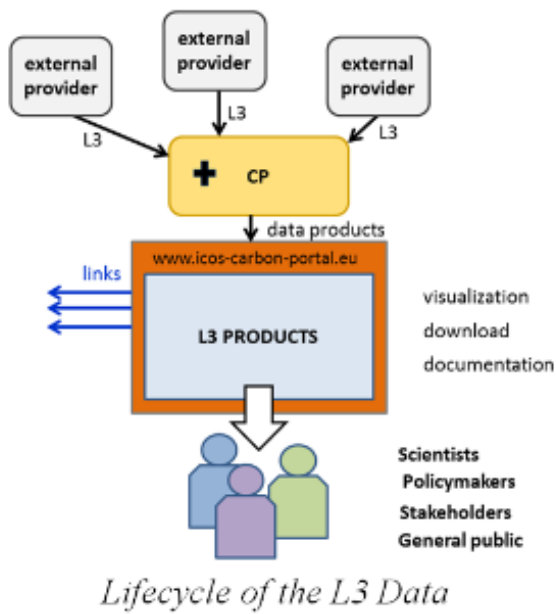 external
provider
external
provider
external
provider
L3
L3
L3
✚ CP
data products
www.icos-carbon-portal.eu
links
L3 PRODUCTS
visualization
download
documentation
Scientists
Policymakers
Stakeholders
General public
Lifecycle of the L3 Data